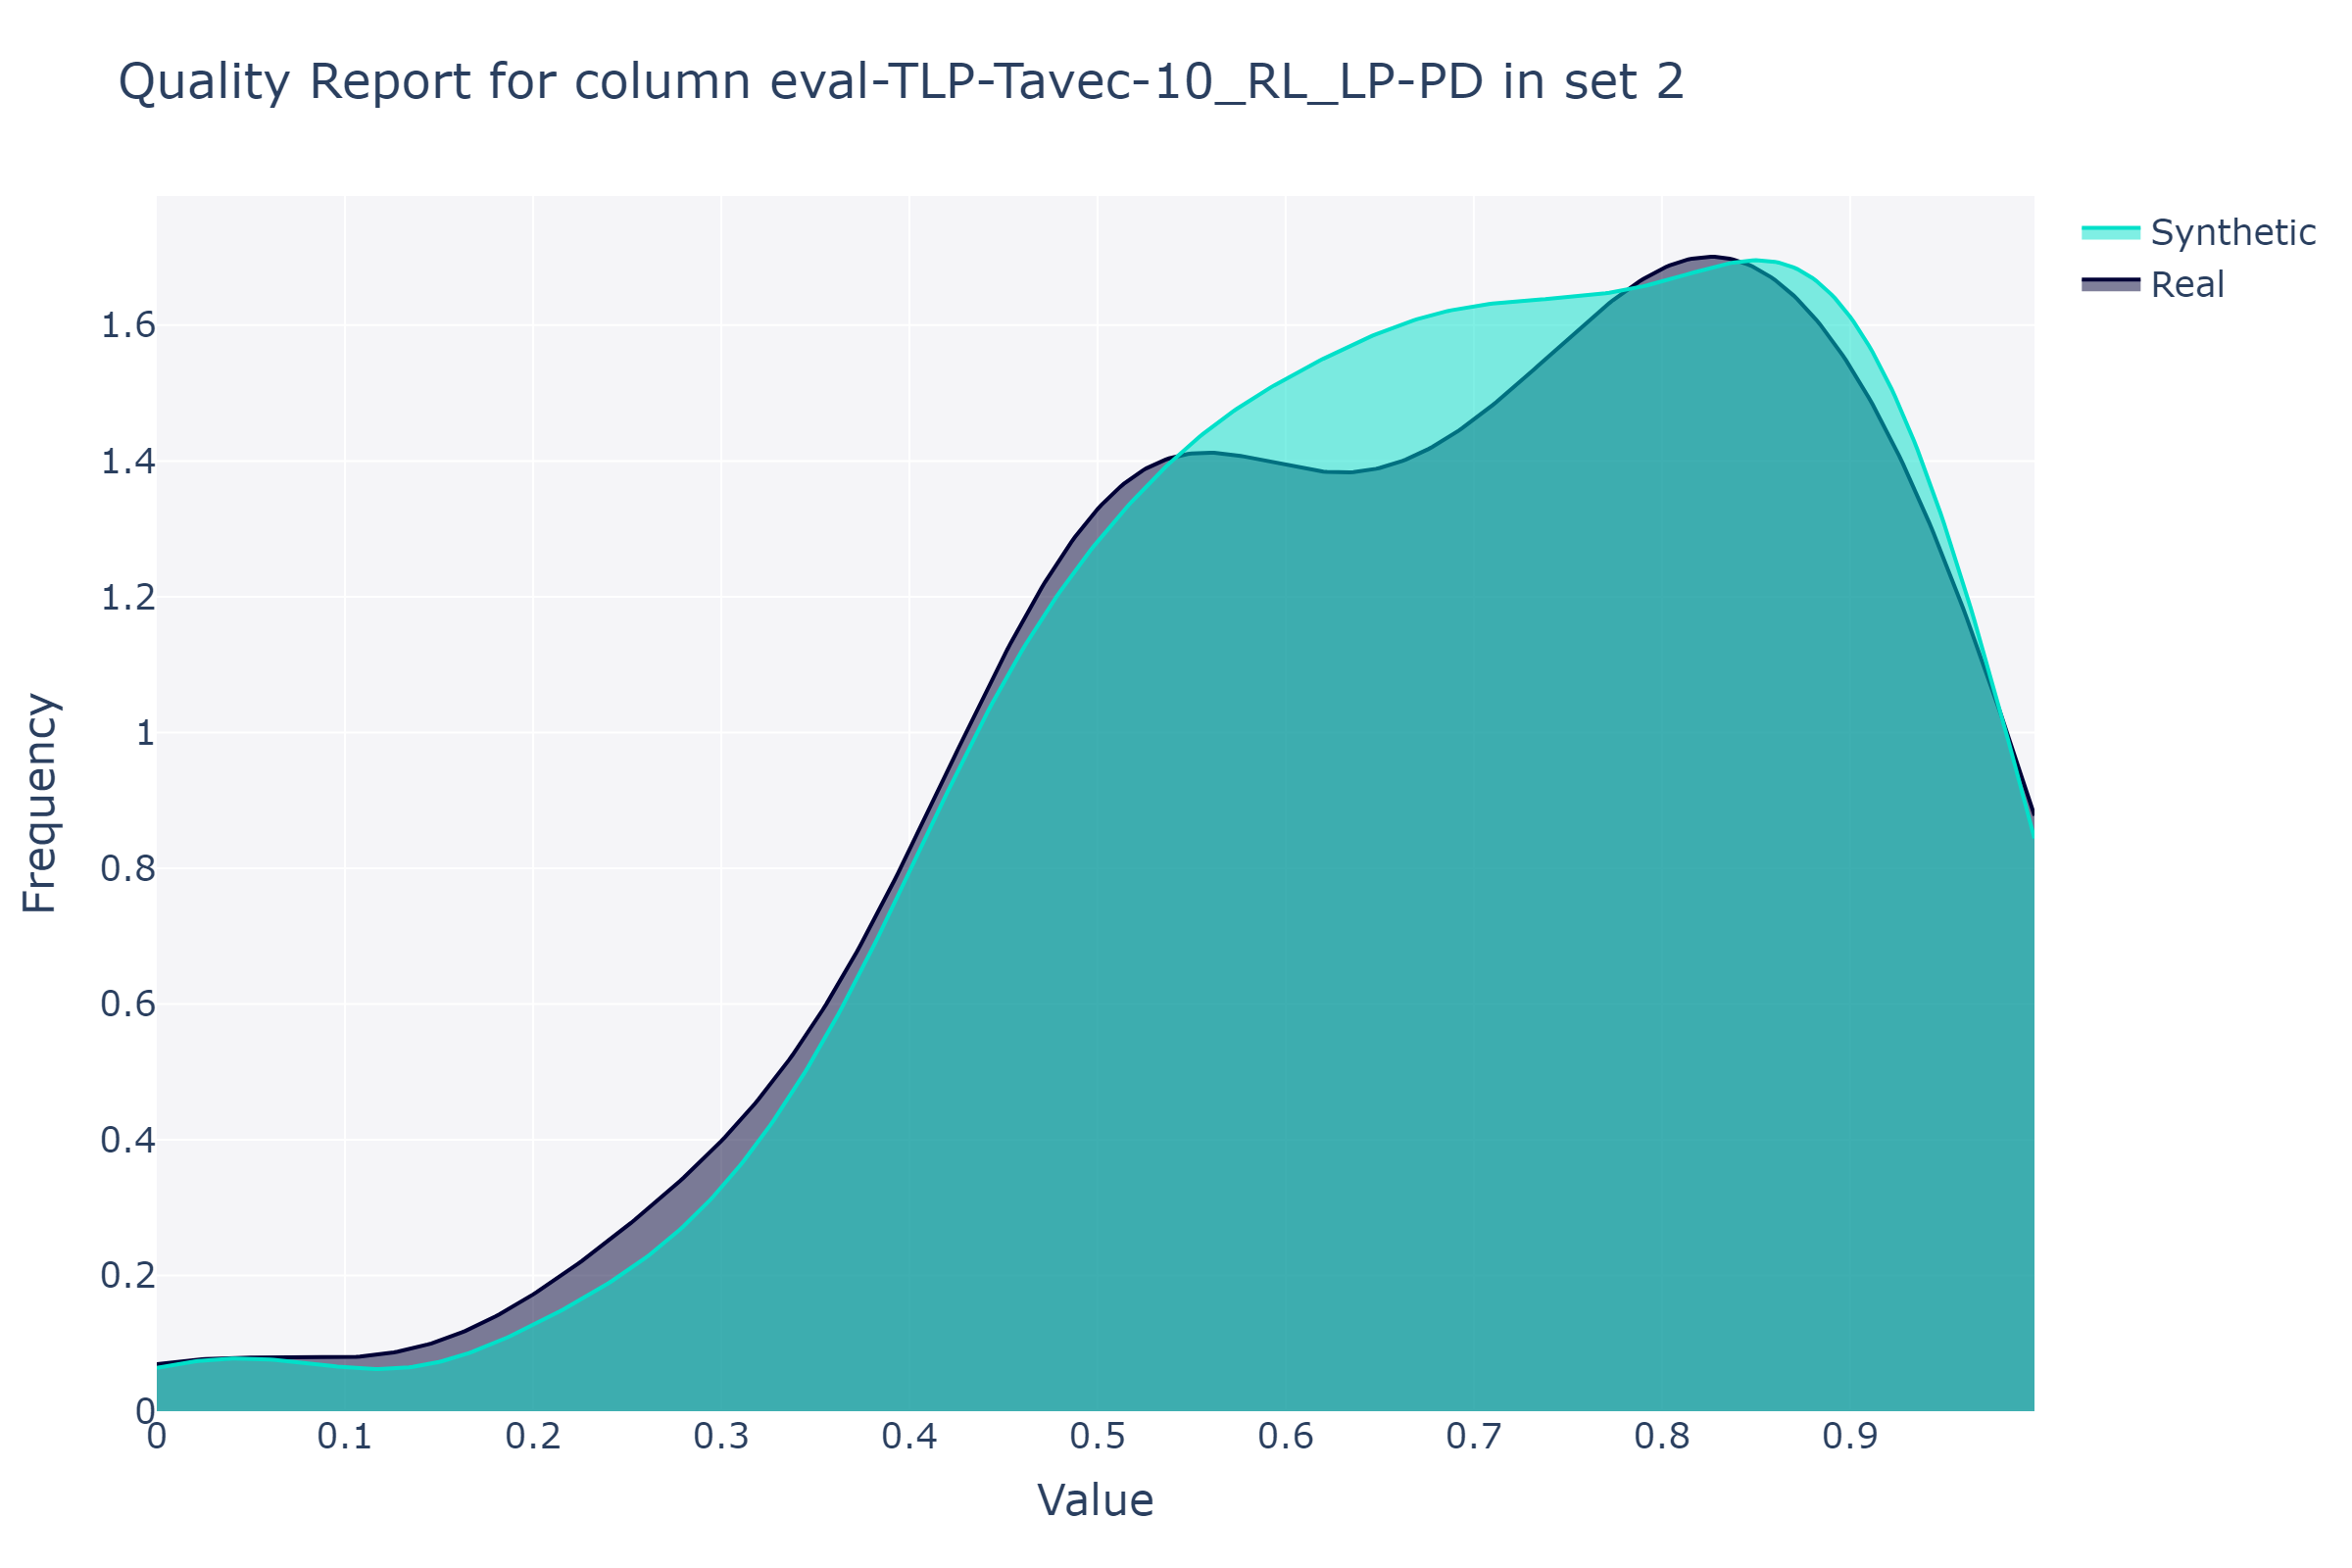 Quality Report for column eval-TLP-Tavec-10_RL_LP-PD in set 2
Synthetic
Real
1.6
1.4
1.2
1
0.8
0.6
0.4
0.2
0
Frequency
0 0.1 0.2 0.3 0.4 0.5 0.6 0.7 0.8 0.9
Value